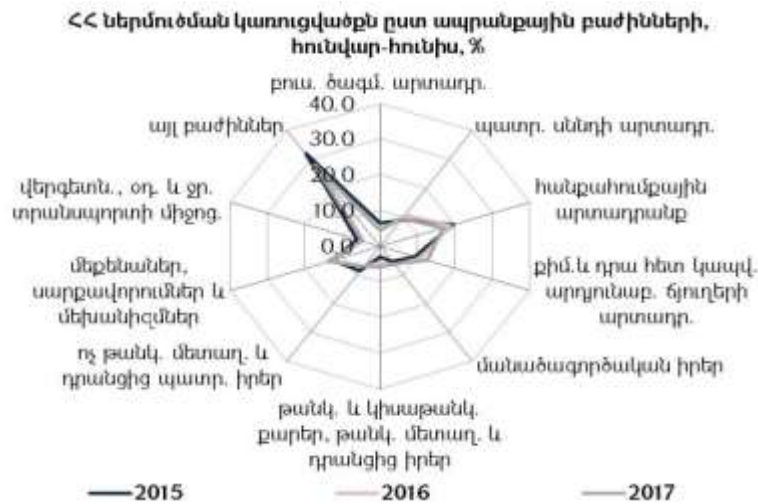 ՀՀ ներմուծման կառուցվածքն ըստ ապրանքային բաժինների,
հունվար-հունիս, %
բուս. ծագմ. արտադր.
պատր. սննդի արտադր.
հանքահումքային
արտադրանք
քիմ.և դրա հետ կապվ.
արդյունաբ. ճյուղերի
արտադր.
մանածագործական իրեր
թանկ. և կիսաթանկ.
քարեր, թանկ. մետաղ. և
դրանցից իրեր
ոչ թանկ. մետաղ. և
դրանցից պատր. իրեր
մեքենաներ,
սարքավորումներ և
մեխանիզմներ
վերգետն., օդ. և ջր.
տրանսպորտի միջոց.
այլ բաժիններ
40.0
30.0
20.0
10.0
0.0
2015
2016
2017